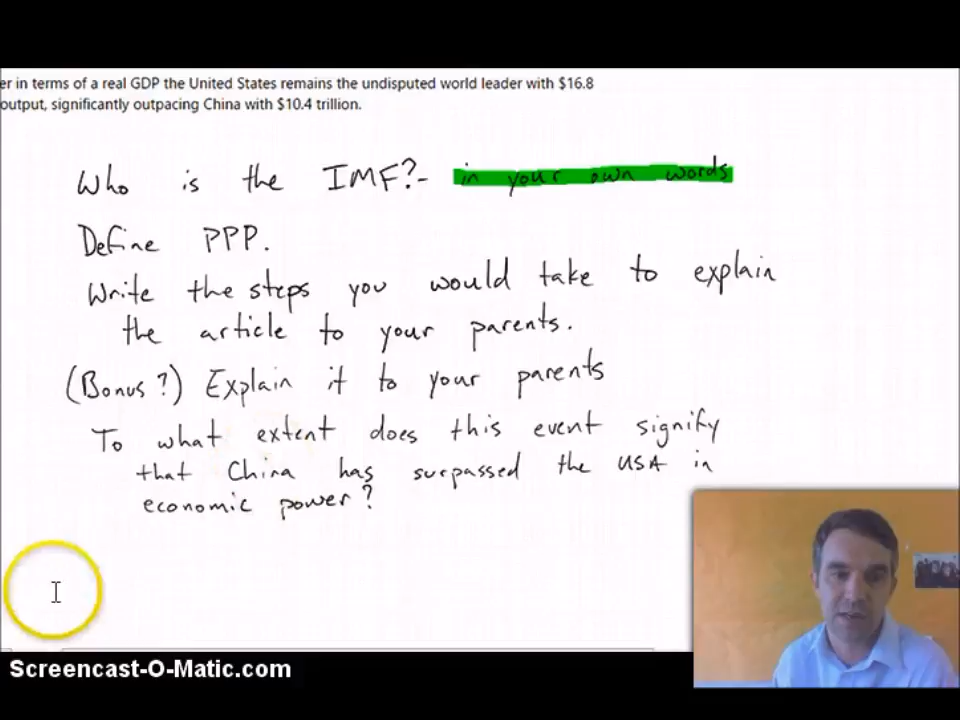 er in terms of a real GDP the United States remains the undisputed world leader with $16.8
output, significantly outpacing China with $10.4 trillion.
Who is the IMF?- in your own words
Define PPP.
Write the steps you would take to explain
the article to your parents.
(Bonus?) Explain it to your parents
To what extent does this event signify
that China has surpassed the USA in
economic power?
Screencast-O-Matic.com